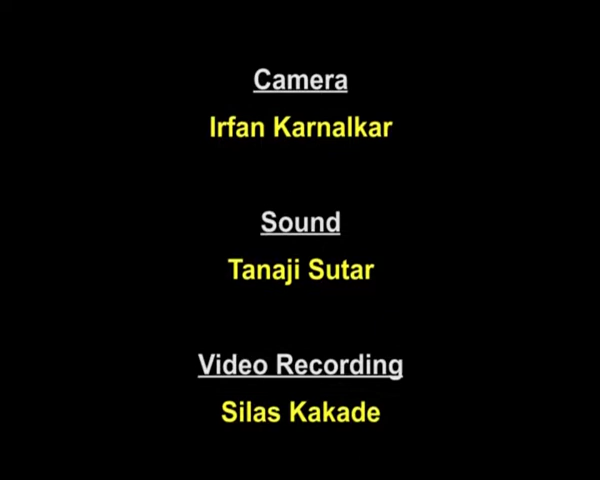 Camera
Irfan Karnalkar
Sound
Tanaji Sutar
Video Recording
Silas Kakade